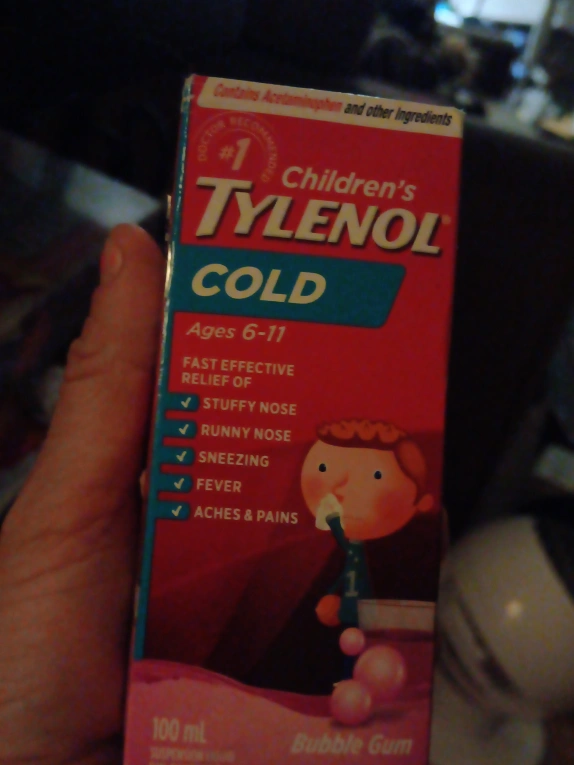 Contains Acetaminophen and other Ingredients
DOCTOR RECOMMENDED
#1
Children's
TYLENOL®
COLD
Ages 6-11
FAST EFFECTIVE
RELIEF OF
STUFFY NOSE
RUNNY NOSE
SNEEZING
FEVER
ACHES & PAINS
1
100 mL
Bubble Gum